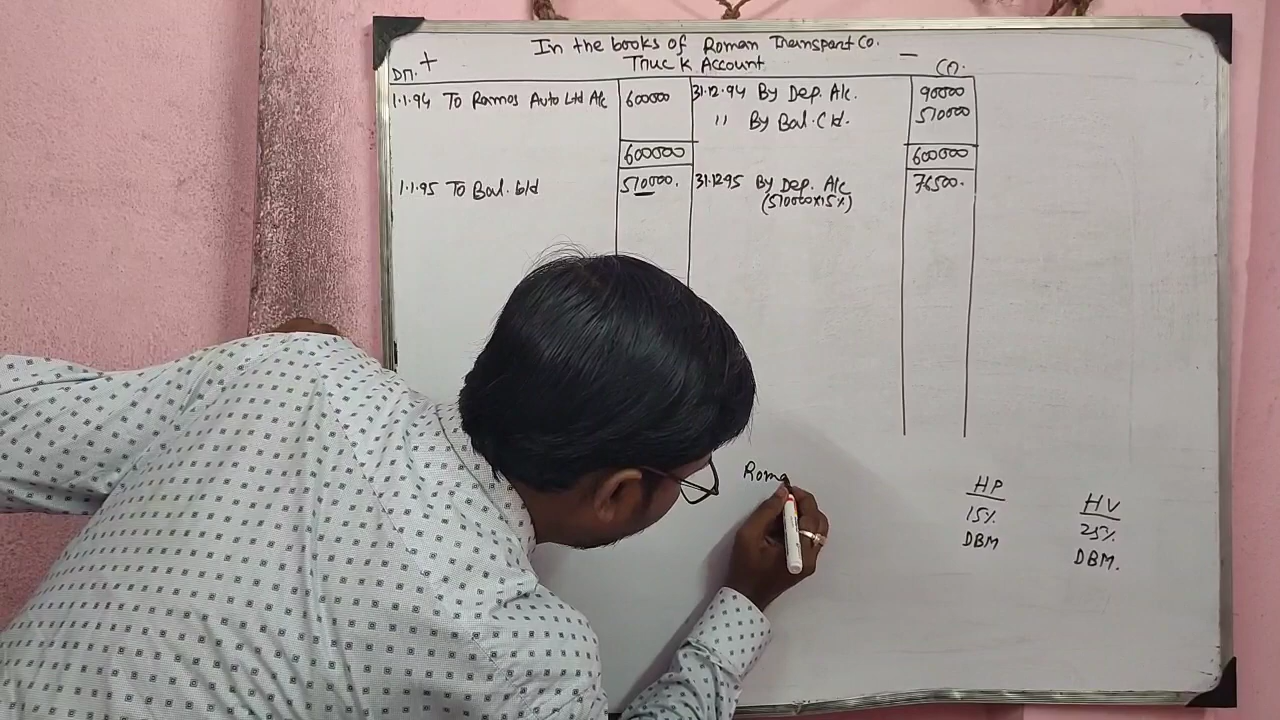 In the books of Roman Transport Co.
Truck Account
Dr. + - Cr.
1.1.94 To Ramos Auto Ltd A/c 600000 31.12.94 By Dep. A/c. 90000
" By Bal. C/d. 510000
600000 600000
1.1.95 To Bal. b/d 510000. 31.12.95 By Dep. A/c 76500.
(510000x15%)
Roma
HP
15%
DBM
HV
25%
DBM.